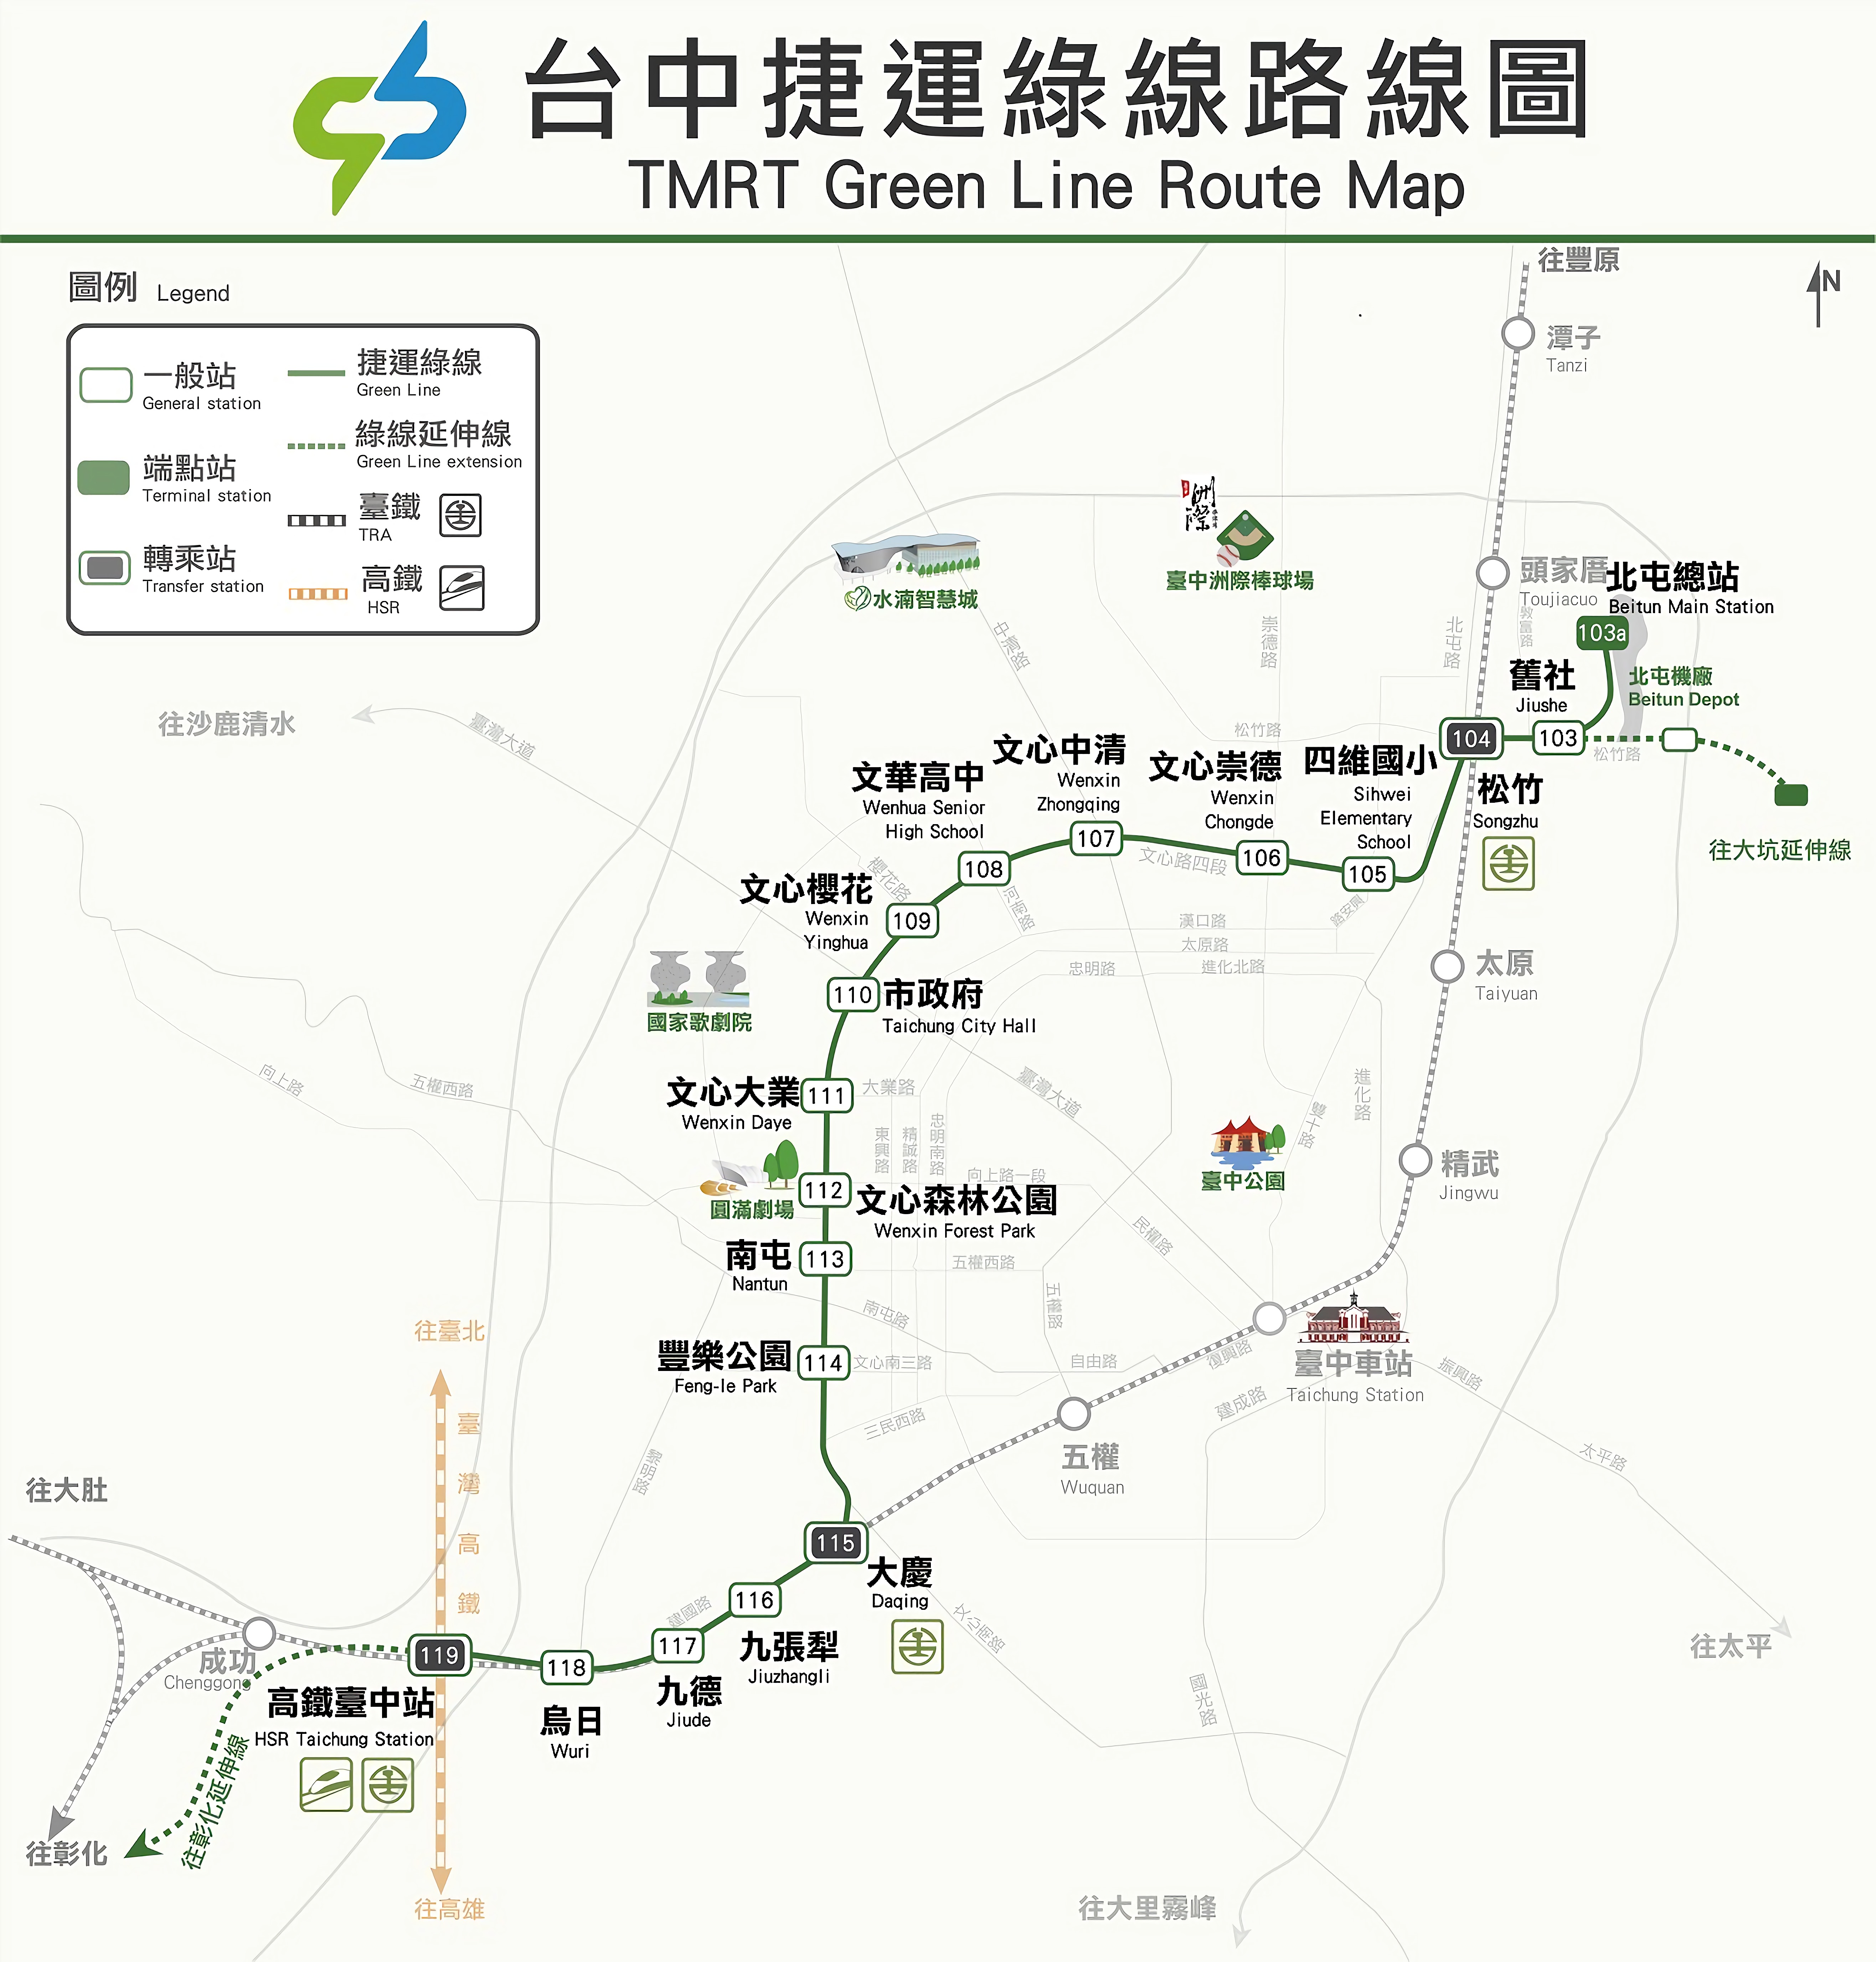 台中捷運綠線路線圖
TMRT Green Line Route Map
圖例 Legend
一般站
General station
端點站
Terminal station
轉乘站
Transfer station
捷運綠線
Green Line
綠線延伸線
Green Line extension
臺鐵
TRA
高鐵
HSR
N
往豐原
潭子
Tanzi
頭家厝
Toujiacuo
北屯總站
Beitun Main Station
103a
敦富路
北屯路
崇德路
舊社
Jiushe
北屯機廠
Beitun Depot
104
103
松竹路
松竹路
松竹
Songzhu
往大坑延伸線
洲際
臺中洲際棒球場
水湳智慧城
中清路
往沙鹿清水
臺灣大道
四維國小
Sihwei
Elementary
School
105
文心崇德
Wenxin
Chongde
106
文心中清
Wenxin
Zhongqing
107
文心路四段
文華高中
Wenhua Senior
High School
108
櫻花路
文心櫻花
Wenxin
Yinghua
109
漢口路
太原路
忠明路
進化北路
太原
Taiyuan
國家歌劇院
110
市政府
Taichung City Hall
向上路
五權西路
文心大業
Wenxin Daye
111
大業路
東興路
精誠路
忠明南路
臺灣大道
雙十路
進化路
臺中公園
精武
Jingwu
圓滿劇場
112
文心森林公園
Wenxin Forest Park
向上路一段
民權路
南屯
Nantun
113
五權西路
五權路
南屯路
豐樂公園
Feng-le Park
114
文心南三路
自由路
復興路
臺中車站
Taichung Station
建成路
振興路
太平路
三民西路
五權
Wuquan
往臺北
臺灣高鐵
往大肚
115
大慶
Daqing
116
九張犁
Jiuzhangli
建國路
117
九德
Jiude
118
烏日
Wuri
119
高鐵臺中站
HSR Taichung Station
成功
Chenggong
往彰化延伸線
往彰化
往高雄
文心南路
國光路
往太平
往大里霧峰